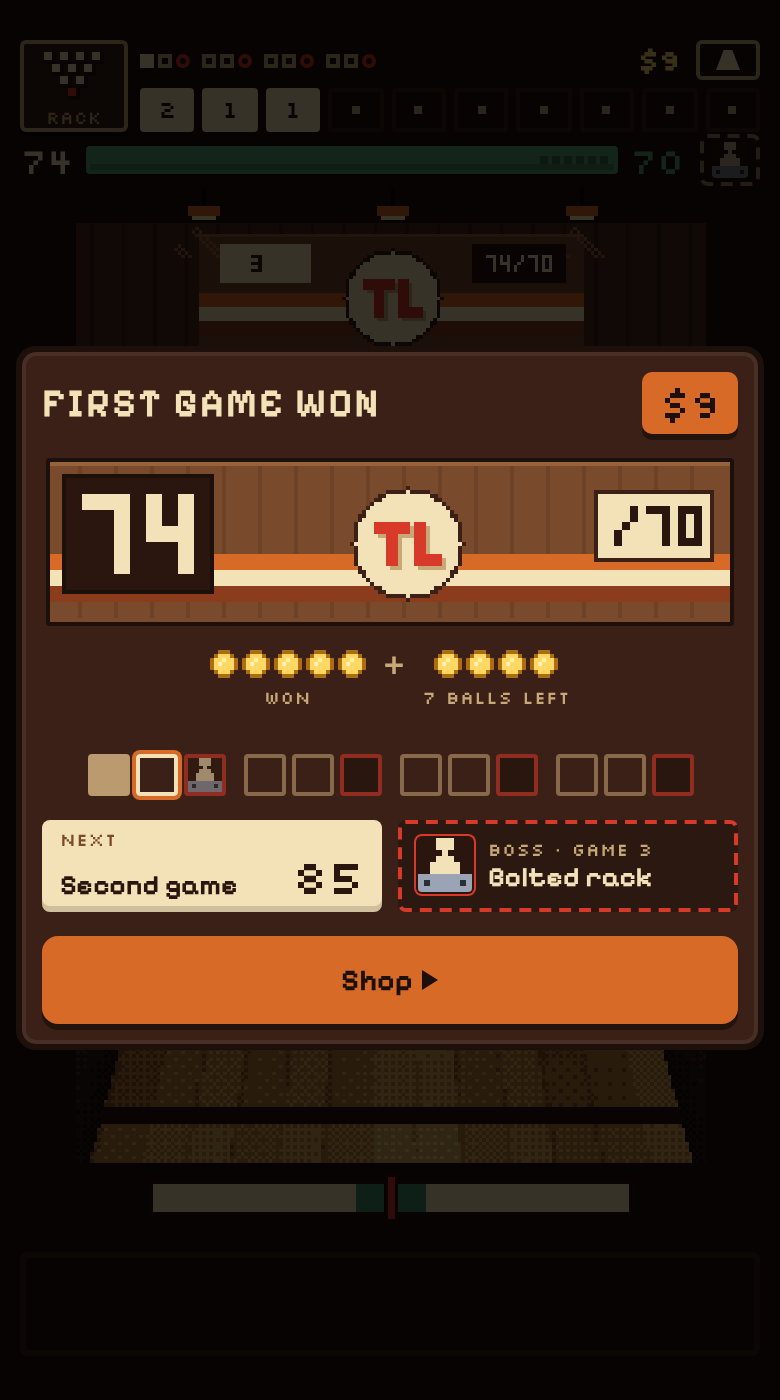 $9
RACK
2 1 1
74 70
3 74/70
TL
FIRST GAME WON
$9
74 TL /70
+
WON 7 BALLS LEFT
NEXT
Second game 85
BOSS · GAME 3
Bolted rack
Shop